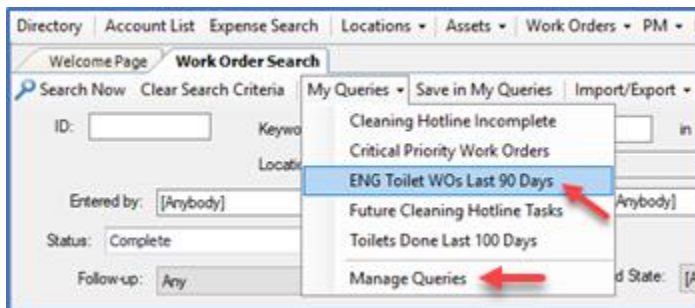 Directory Account List Expense Search Locations Assets Work Orders PM
Welcome Page Work Order Search
Search Now Clear Search Criteria My Queries Save in My Queries Import/Export
ID: in
Cleaning Hotline Incomplete
Critical Priority Work Orders
ENG Toilet WOs Last 90 Days
Entered by: [Anybody] Anybody]
Future Cleaning Hotline Tasks
Status: Complete
Toilets Done Last 100 Days
Follow-up: Any
Manage Queries
d State: [A